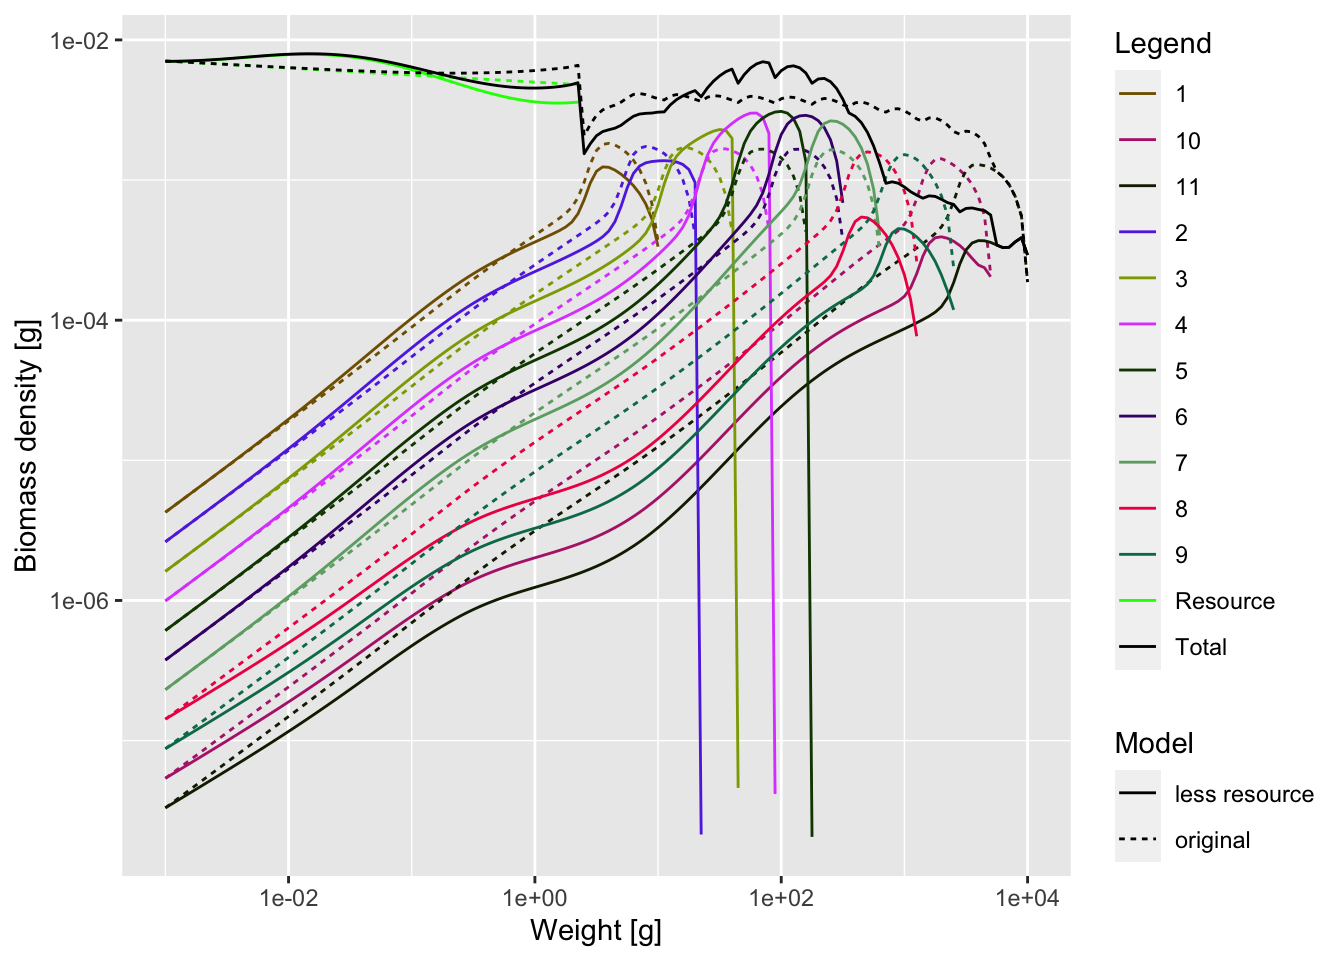 1e-02
1e-04
1e-06
Biomass density [g]
1e-02
1e+00
1e+02
1e+04
Weight [g]
Legend
1
10
11
2
3
4
5
6
7
8
9
Resource
Total
Model
less resource
original